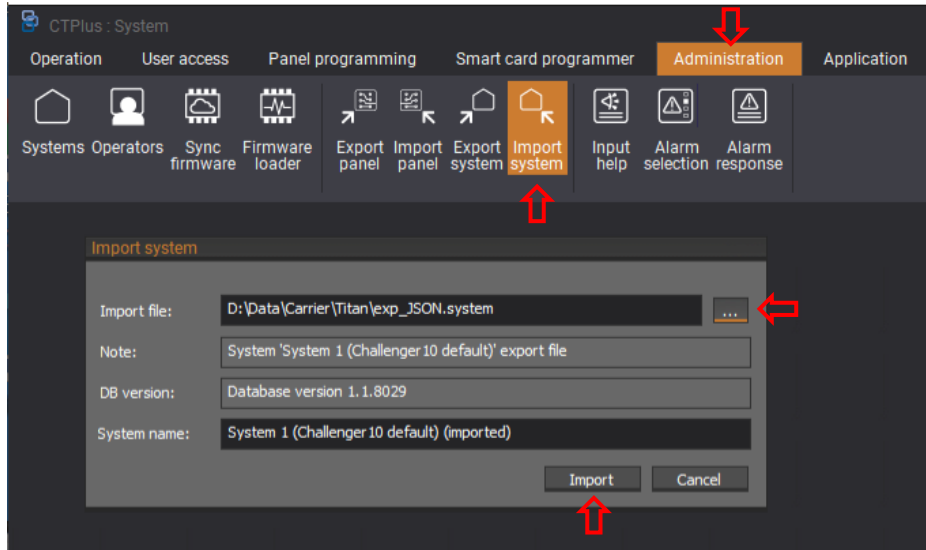 CTPlus : System
Operation User access Panel programming Smart card programmer Administration Application
Systems Operators Sync firmware Firmware loader Export panel Import panel Export system Import system Input help Alarm selection Alarm response
Import system
Import file: D:\Data\Carrier\Titan\exp_JSON.system ...
Note: System 'System 1 (Challenger10 default)' export file
DB version: Database version 1.1.8029
System name: System 1 (Challenger10 default) (imported)
Import Cancel